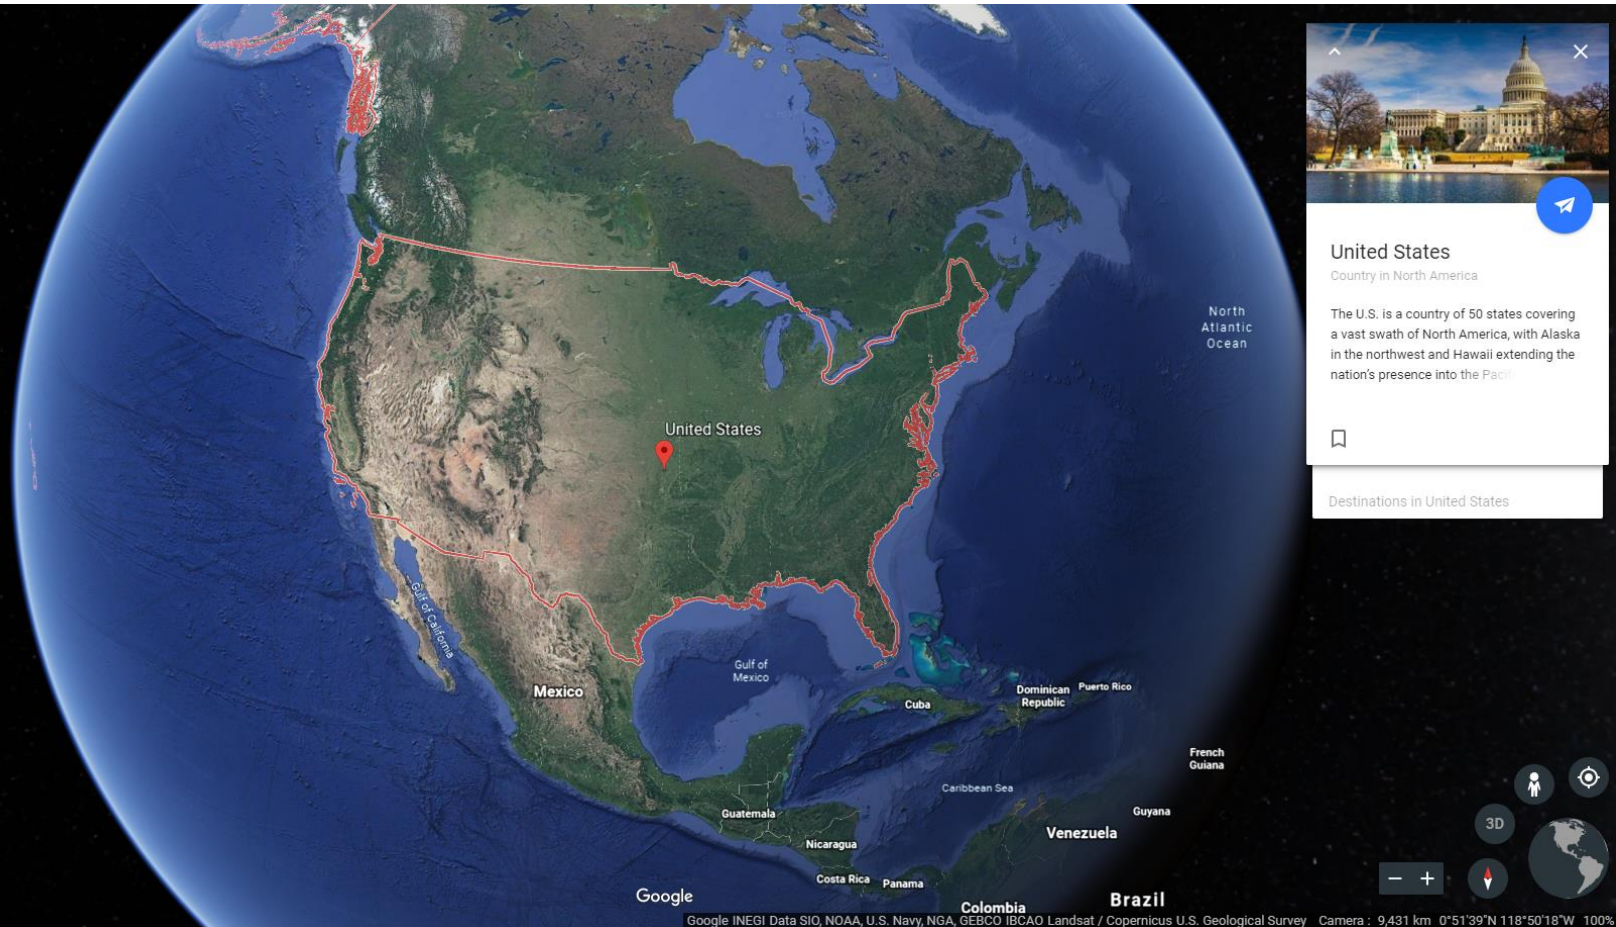 United States
Country in North America
The U.S. is a country of 50 states covering
a vast swath of North America, with Alaska
in the northwest and Hawaii extending the
nation's presence into the Pacif
Destinations in United States
North
Atlantic
Ocean
United States
Gulf of California
Gulf of
Mexico
Mexico
Cuba
Dominican
Republic
Puerto Rico
French
Guiana
Caribbean Sea
Guatemala
Guyana
Venezuela
Nicaragua
Costa Rica
Panama
Colombia
Brazil
3D
Google
Google INEGI Data SIO, NOAA, U.S. Navy, NGA, GEBCO IBCAO Landsat / Copernicus U.S. Geological Survey Camera : 9,431 km 0°51'39"N 118°50'18"W 100%